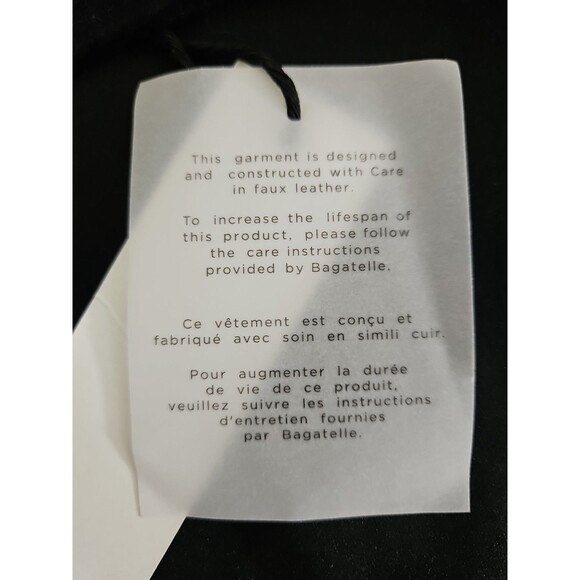 This garment is designed
and constructed with Care
in faux leather.
To increase the lifespan of
this product, please follow
the care instructions
provided by Bagatelle.
Ce vêtement est conçu et
fabriqué avec soin en simili cuir.
Pour augmenter la durée
de vie de ce produit,
veuillez suivre les instructions
d'entretien fournies
par Bagatelle.